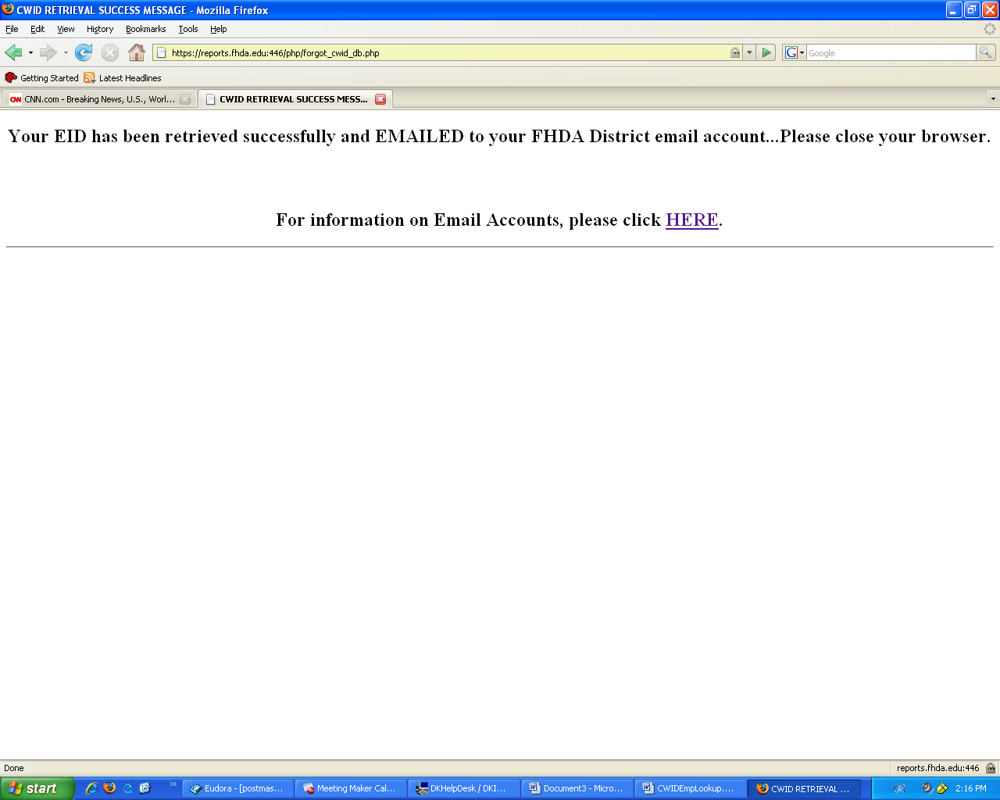 CWID RETRIEVAL SUCCESS MESSAGE - Mozilla Firefox
File Edit View History Bookmarks Tools Help
https://reports.fhda.edu:446/php/forgot_cwid_db.php G Google
Getting Started Latest Headlines
CNN CNN.com - Breaking News, U.S., Worl... CWID RETRIEVAL SUCCESS MESS...
Your EID has been retrieved successfully and EMAILED to your FHDA District email account...Please close your browser.
For information on Email Accounts, please click HERE.
Done reports.fhda.edu:446
start Eudora - [postmas... Meeting Maker Cal... DKHelpDesk / DKI... Document3 - Micro... CWIDEmpLookup.... CWID RETRIEVAL ... 2:16 PM